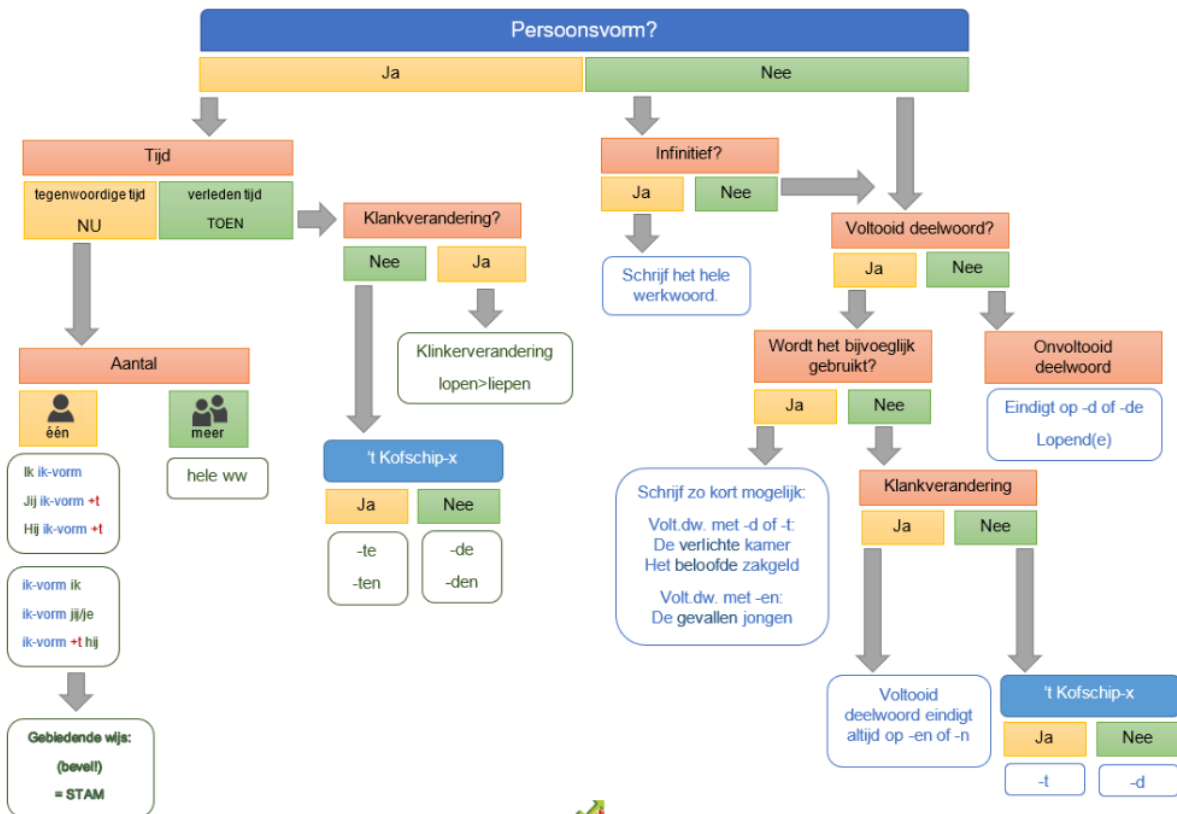 Persoonsvorm?
Ja
Nee
Tijd
tegenwoordige tijd
NU
verleden tijd
TOEN
Klankverandering?
Nee
Ja
Klinkerverandering
lopen>liepen
Aantal
één
meer
Ik ik-vorm
Jij ik-vorm +t
Hij ik-vorm +t
hele ww
ik-vorm ik
ik-vorm jij/je
ik-vorm +t hij
Gebiedende wijs:
(bevel!)
= STAM
't Kofschip-x
Ja
Nee
-te
-ten
-de
-den
Infinitief?
Ja
Nee
Schrijf het hele
werkwoord.
Voltooid deelwoord?
Ja
Nee
Wordt het bijvoeglijk
gebruikt?
Ja
Nee
Onvoltooid
deelwoord
Eindigt op -d of -de
Lopend(e)
Schrijf zo kort mogelijk:
Volt.dw. met -d of -t:
De verlichte kamer
Het beloofde zakgeld
Volt.dw. met -en:
De gevallen jongen
Klankverandering
Ja
Nee
Voltooid
deelwoord eindigt
altijd op -en of -n
't Kofschip-x
Ja
Nee
-t
-d